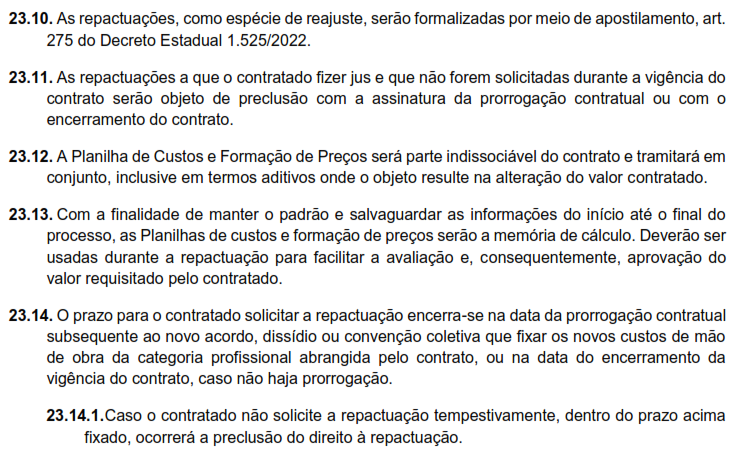 23.10. As repactuações, como espécie de reajuste, serão formalizadas por meio de apostilamento, art.
275 do Decreto Estadual 1.525/2022.
23.11. As repactuações a que o contratado fizer jus e que não forem solicitadas durante a vigência do
contrato serão objeto de preclusão com a assinatura da prorrogação contratual ou com o
encerramento do contrato.
23.12. A Planilha de Custos e Formação de Preços será parte indissociável do contrato e tramitará em
conjunto, inclusive em termos aditivos onde o objeto resulte na alteração do valor contratado.
23.13. Com a finalidade de manter o padrão e salvaguardar as informações do início até o final do
processo, as Planilhas de custos e formação de preços serão a memória de cálculo. Deverão ser
usadas durante a repactuação para facilitar a avaliação e, consequentemente, aprovação do
valor requisitado pelo contratado.
23.14. O prazo para o contratado solicitar a repactuação encerra-se na data da prorrogação contratual
subsequente ao novo acordo, dissídio ou convenção coletiva que fixar os novos custos de mão
de obra da categoria profissional abrangida pelo contrato, ou na data do encerramento da
vigência do contrato, caso não haja prorrogação.
23.14.1.Caso o contratado não solicite a repactuação tempestivamente, dentro do prazo acima
fixado, ocorrerá a preclusão do direito à repactuação.